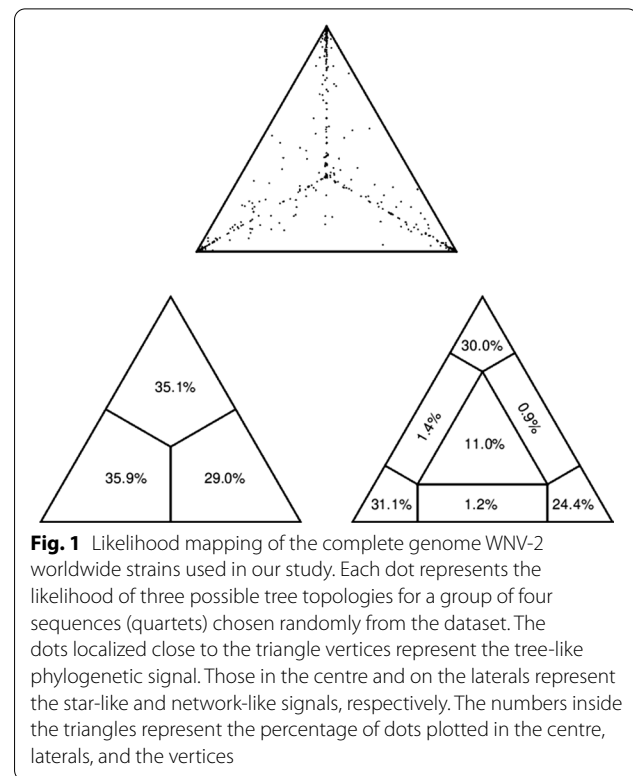 35.1%
35.9%
29.0%
30.0%
1.4%
0.9%
11.0%
31.1%
1.2%
24.4%
Fig. 1 Likelihood mapping of the complete genome WNV-2
worldwide strains used in our study. Each dot represents the
likelihood of three possible tree topologies for a group of four
sequences (quartets) chosen randomly from the dataset. The
dots localized close to the triangle vertices represent the tree-like
phylogenetic signal. Those in the centre and on the laterals represent
the star-like and network-like signals, respectively. The numbers inside
the triangles represent the percentage of dots plotted in the centre,
laterals, and the vertices